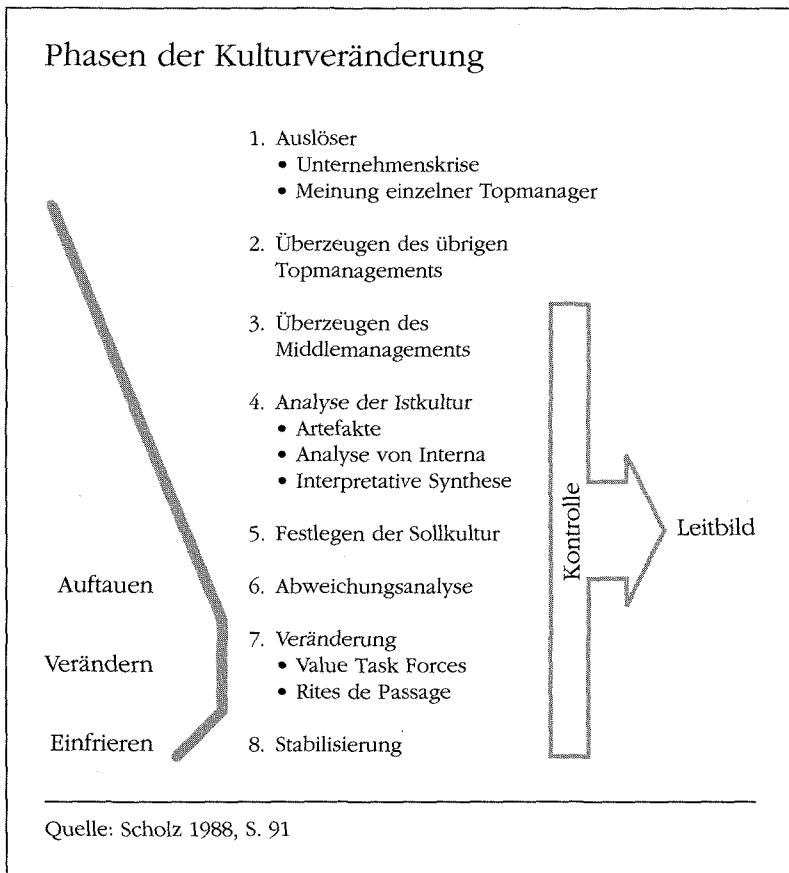 Phasen der Kulturveränderung
1. Auslöser
• Unternehmenskrise
• Meinung einzelner Topmanager
2. Überzeugen des übrigen
Topmanagements
3. Überzeugen des
Middlemanagements
4. Analyse der Istkultur
• Artefakte
• Analyse von Interna
• Interpretative Synthese
5. Festlegen der Sollkultur
Auftauen
6. Abweichungsanalyse
Verändern
7. Veränderung
• Value Task Forces
• Rites de Passage
Einfrieren
8. Stabilisierung
Kontrolle
Leitbild
Quelle: Scholz 1988, S. 91